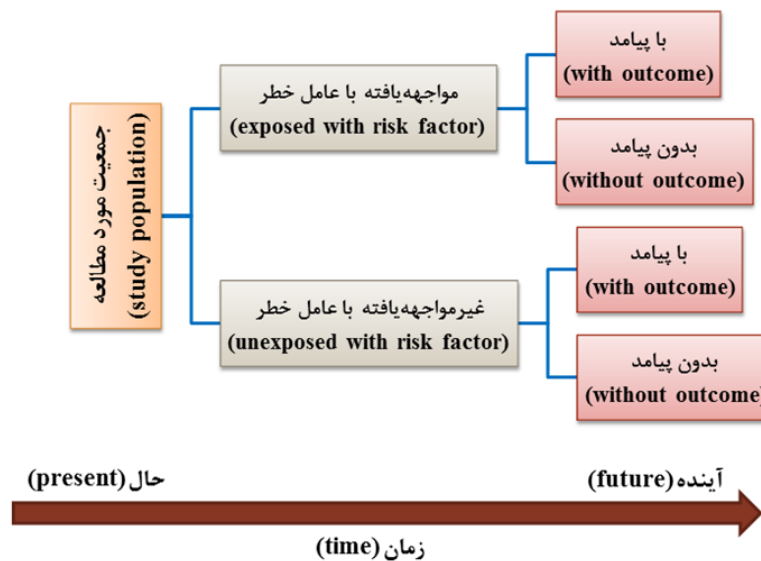 با پیامد
(with outcome)
مواجهه‌یافته با عامل خطر
(exposed with risk factor)
بدون پیامد
(without outcome)
جمعیت مورد مطالعه
(study population)
با پیامد
(with outcome)
غیرمواجهه‌یافته با عامل خطر
(unexposed with risk factor)
بدون پیامد
(without outcome)
حال (present)
آینده (future)
زمان (time)